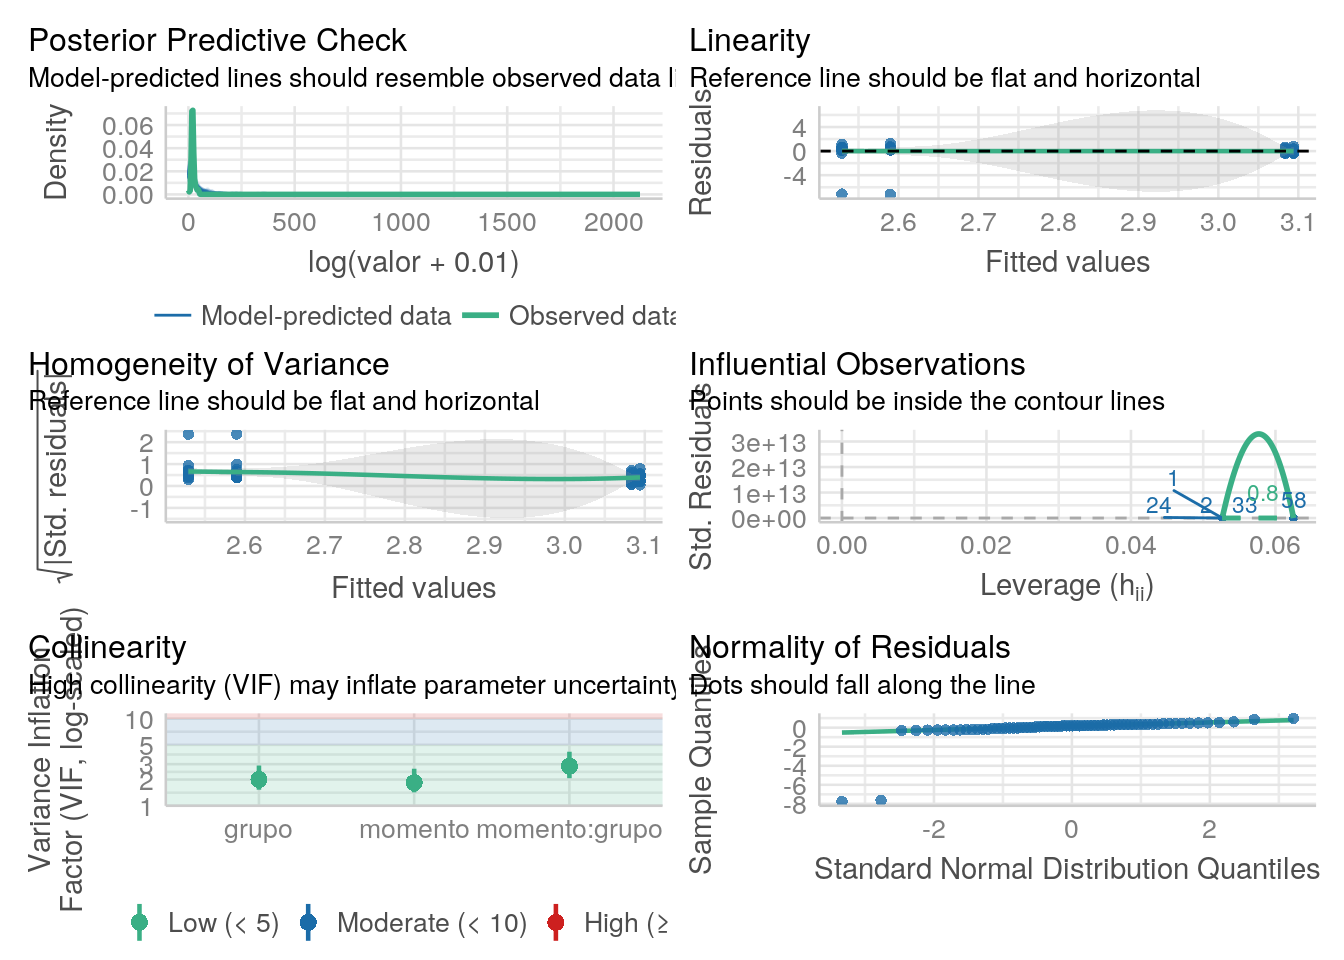 Posterior Predictive Check
Model-predicted lines should resemble observed data li
Density
0.06
0.04
0.02
0.00
0 500 1000 1500 2000
log(valor + 0.01)
Model-predicted data Observed data
Linearity
Reference line should be flat and horizontal
Residuals
4
0
-4
2.6 2.7 2.8 2.9 3.0 3.1
Fitted values
Homogeneity of Variance
Reference line should be flat and horizontal
√|Std. residuals|
2
1
0
-1
2.6 2.7 2.8 2.9 3.0 3.1
Fitted values
Influential Observations
Points should be inside the contour lines
Std. Residuals
3e+13
2e+13
1e+13
0e+00
1
24 2 33 0.8 58
0.00 0.02 0.04 0.06
Leverage (hii)
Collinearity
High collinearity (VIF) may inflate parameter uncertainty
Variance Inflation
Factor (VIF, log-scaled)
10
5
3
2
1
grupo momento momento:grupo
Low (< 5) Moderate (< 10) High (≥
Normality of Residuals
Dots should fall along the line
Sample Quantiles
0
-2
-4
-6
-8
-2 0 2
Standard Normal Distribution Quantiles